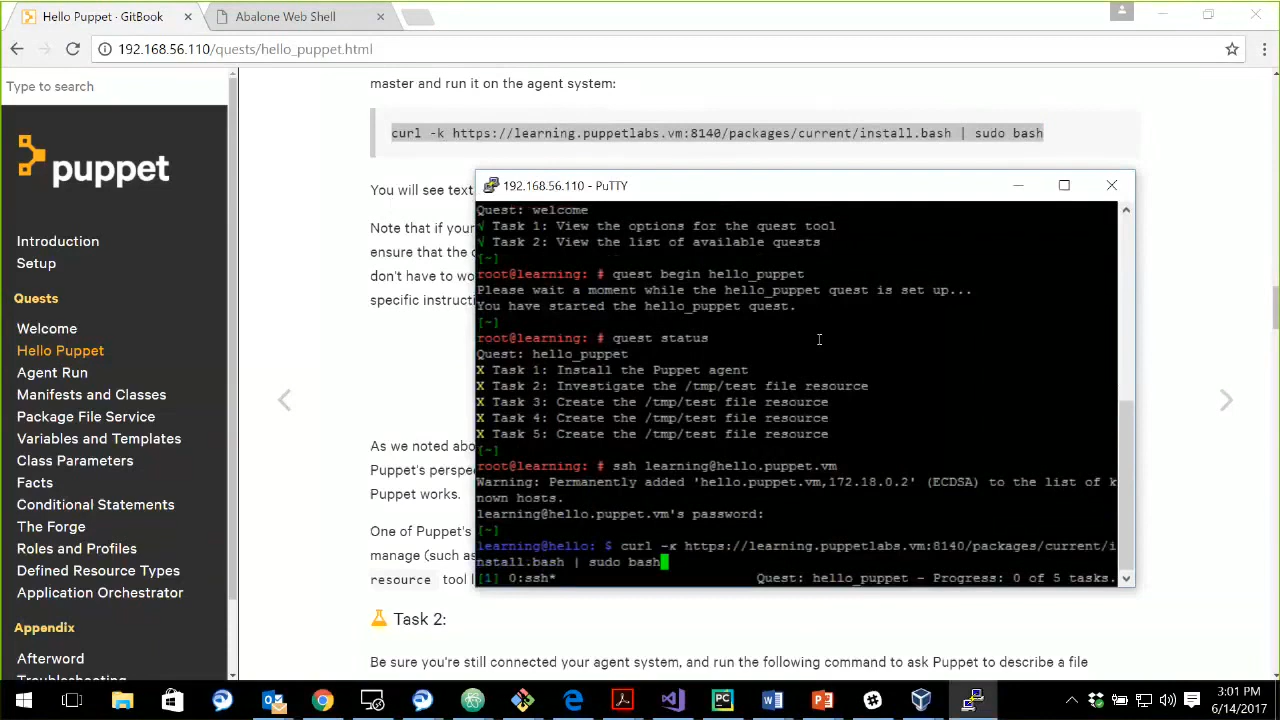 Hello Puppet · GitBook
Abalone Web Shell
192.168.56.110/quests/hello_puppet.html
Type to search
puppet
Introduction
Setup
Quests
Welcome
Hello Puppet
Agent Run
Manifests and Classes
Package File Service
Variables and Templates
Class Parameters
Facts
Conditional Statements
The Forge
Roles and Profiles
Defined Resource Types
Application Orchestrator
Appendix
Afterword
Troubleshooting
master and run it on the agent system:
curl -k https://learning.puppetlabs.vm:8140/packages/current/install.bash | sudo bash
You will see text
Note that if your
ensure that the
don't have to wo
specific instructi
As we noted abo
Puppet's perspe
Puppet works.
One of Puppet's
manage (such as
resource tool l
Task 2:
Be sure you're still connected your agent system, and run the following command to ask Puppet to describe a file
192.168.56.110 - PuTTY
Quest: welcome
√ Task 1: View the options for the quest tool
√ Task 2: View the list of available quests
[~]
root@learning: # quest begin hello_puppet
Please wait a moment while the hello_puppet quest is set up...
You have started the hello_puppet quest.
[~]
root@learning: # quest status
Quest: hello_puppet
X Task 1: Install the Puppet agent
X Task 2: Investigate the /tmp/test file resource
X Task 3: Create the /tmp/test file resource
X Task 4: Create the /tmp/test file resource
X Task 5: Create the /tmp/test file resource
[~]
root@learning: # ssh learning@hello.puppet.vm
Warning: Permanently added 'hello.puppet.vm,172.18.0.2' (ECDSA) to the list of k
nown hosts.
learning@hello.puppet.vm's password:
[~]
learning@hello: $ curl -k https://learning.puppetlabs.vm:8140/packages/current/i
nstall.bash | sudo bash
[1] 0:ssh* Quest: hello_puppet - Progress: 0 of 5 tasks.
3:01 PM
6/14/2017